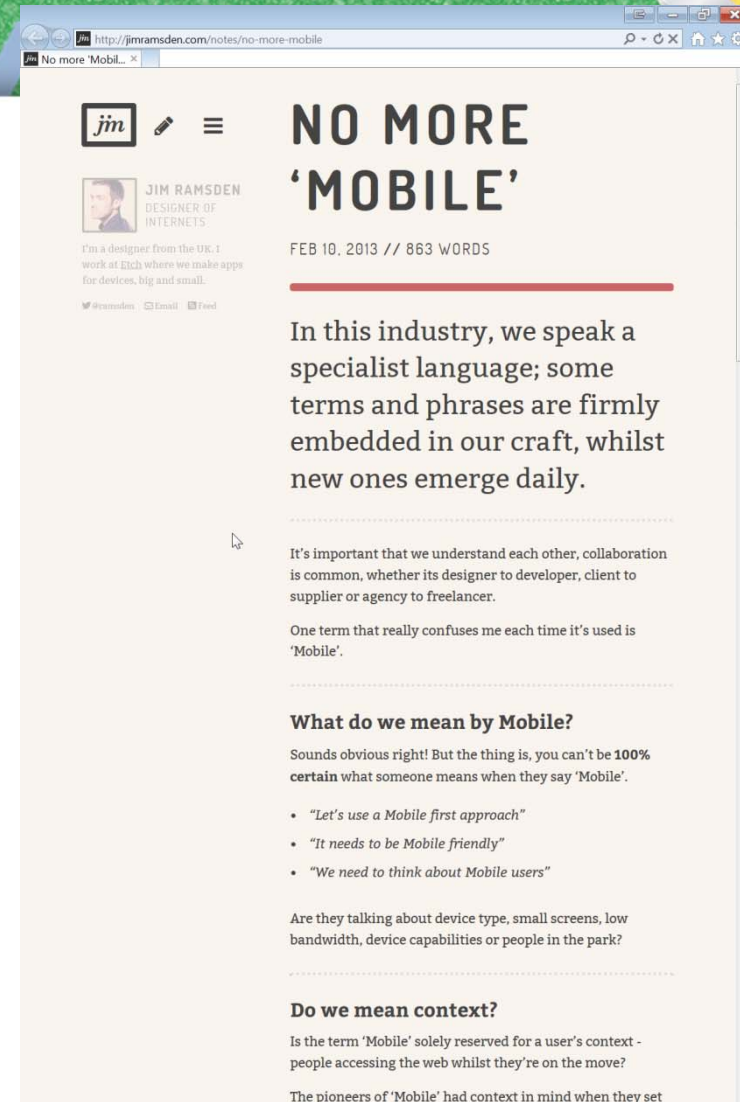 http://jimramsden.com/notes/no-more-mobile
jim No more 'Mobil...
jim
JIM RAMSDEN
DESIGNER OF
INTERNETS
I'm a designer from the UK. I
work at Etch where we make apps
for devices, big and small.
@ramsden Email Feed
NO MORE
‘MOBILE’
FEB 10, 2013 // 863 WORDS
In this industry, we speak a
specialist language; some
terms and phrases are firmly
embedded in our craft, whilst
new ones emerge daily.
It’s important that we understand each other, collaboration
is common, whether its designer to developer, client to
supplier or agency to freelancer.
One term that really confuses me each time it’s used is
‘Mobile’.
What do we mean by Mobile?
Sounds obvious right! But the thing is, you can’t be 100%
certain what someone means when they say ‘Mobile’.
• “Let’s use a Mobile first approach”
• “It needs to be Mobile friendly”
• “We need to think about Mobile users”
Are they talking about device type, small screens, low
bandwidth, device capabilities or people in the park?
Do we mean context?
Is the term ‘Mobile’ solely reserved for a user’s context -
people accessing the web whilst they’re on the move?
The pioneers of ‘Mobile’ had context in mind when they set